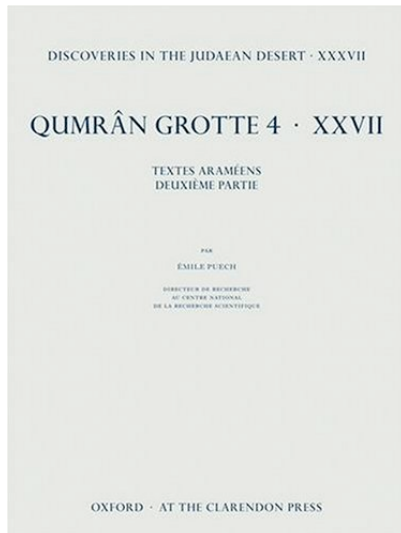 DISCOVERIES IN THE JUDAEAN DESERT · XXXVII
QUMRÂN GROTTE 4 · XXVII
TEXTES ARAMÉENS
DEUXIÈME PARTIE
PAR
ÉMILE PUECH
DIRECTEUR DE RECHERCHE
AU CENTRE NATIONAL
DE LA RECHERCHE SCIENTIFIQUE
OXFORD · AT THE CLARENDON PRESS